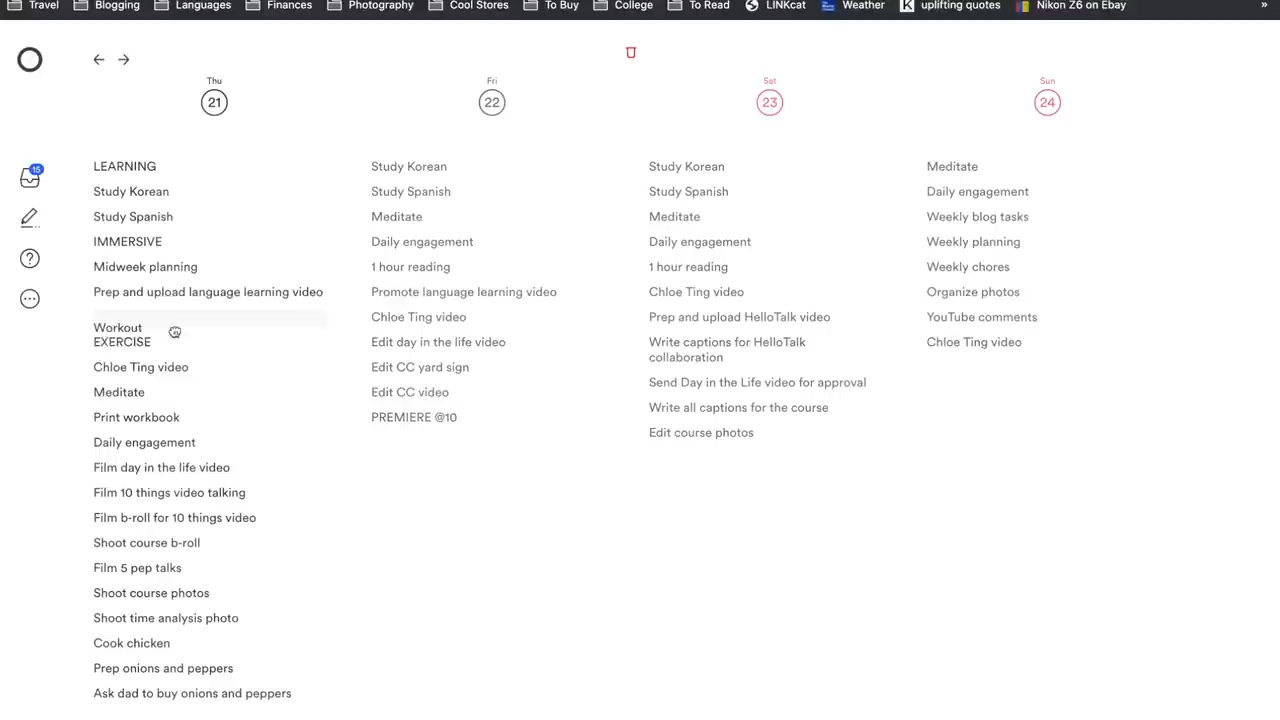 Travel Blogging Languages Finances Photography Cool Stores To Buy College To Read LINKcat Weather K uplifting quotes Nikon Z6 on Ebay »
Thu Fri Sat Sun
21 22 23 24
15
LEARNING
Study Korean
Study Spanish
IMMERSIVE
Midweek planning
Prep and upload language learning video
Workout
EXERCISE
Chloe Ting video
Meditate
Print workbook
Daily engagement
Film day in the life video
Film 10 things video talking
Film b-roll for 10 things video
Shoot course b-roll
Film 5 pep talks
Shoot course photos
Shoot time analysis photo
Cook chicken
Prep onions and peppers
Ask dad to buy onions and peppers
Study Korean
Study Spanish
Meditate
Daily engagement
1 hour reading
Promote language learning video
Chloe Ting video
Edit day in the life video
Edit CC yard sign
Edit CC video
PREMIERE @10
Study Korean
Study Spanish
Meditate
Daily engagement
1 hour reading
Chloe Ting video
Prep and upload HelloTalk video
Write captions for HelloTalk
collaboration
Send Day in the Life video for approval
Write all captions for the course
Edit course photos
Meditate
Daily engagement
Weekly blog tasks
Weekly planning
Weekly chores
Organize photos
YouTube comments
Chloe Ting video